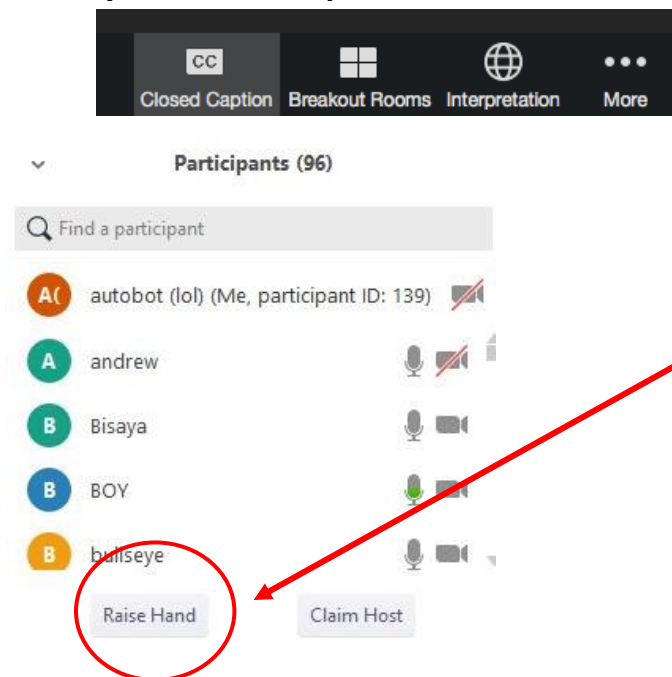 CC
Closed Caption Breakout Rooms Interpretation More
Participants (96)
Find a participant
A( autobot (lol) (Me, participant ID: 139)
A andrew
B Bisaya
B BOY
B bullseye
Raise Hand Claim Host